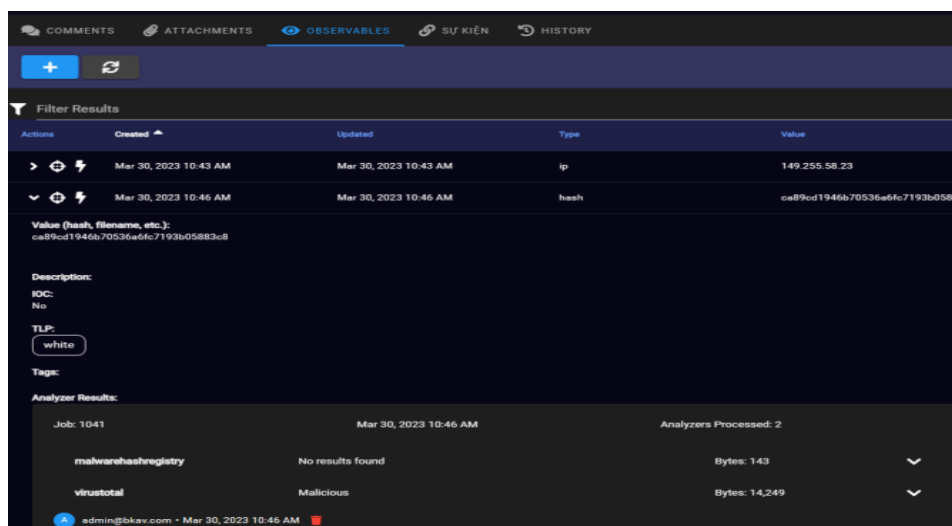 COMMENTS ATTACHMENTS OBSERVABLES SỰ KIỆN HISTORY
Filter Results
Actions Created Updated Type Value
Mar 30, 2023 10:43 AM Mar 30, 2023 10:43 AM ip 149.255.58.23
Mar 30, 2023 10:46 AM Mar 30, 2023 10:46 AM hash ca89cd1946b70536a6fc7193b058
Value (hash, filename, etc.):
ca89cd1946b70536a6fc7193b05883c8
Description:
IOC:
No
TLP:
white
Tags:
Analyzer Results:
Job: 1041 Mar 30, 2023 10:46 AM Analyzers Processed: 2
malwarehashregistry No results found Bytes: 143
virustotal Malicious Bytes: 14,249
A admin@bkav.com • Mar 30, 2023 10:46 AM